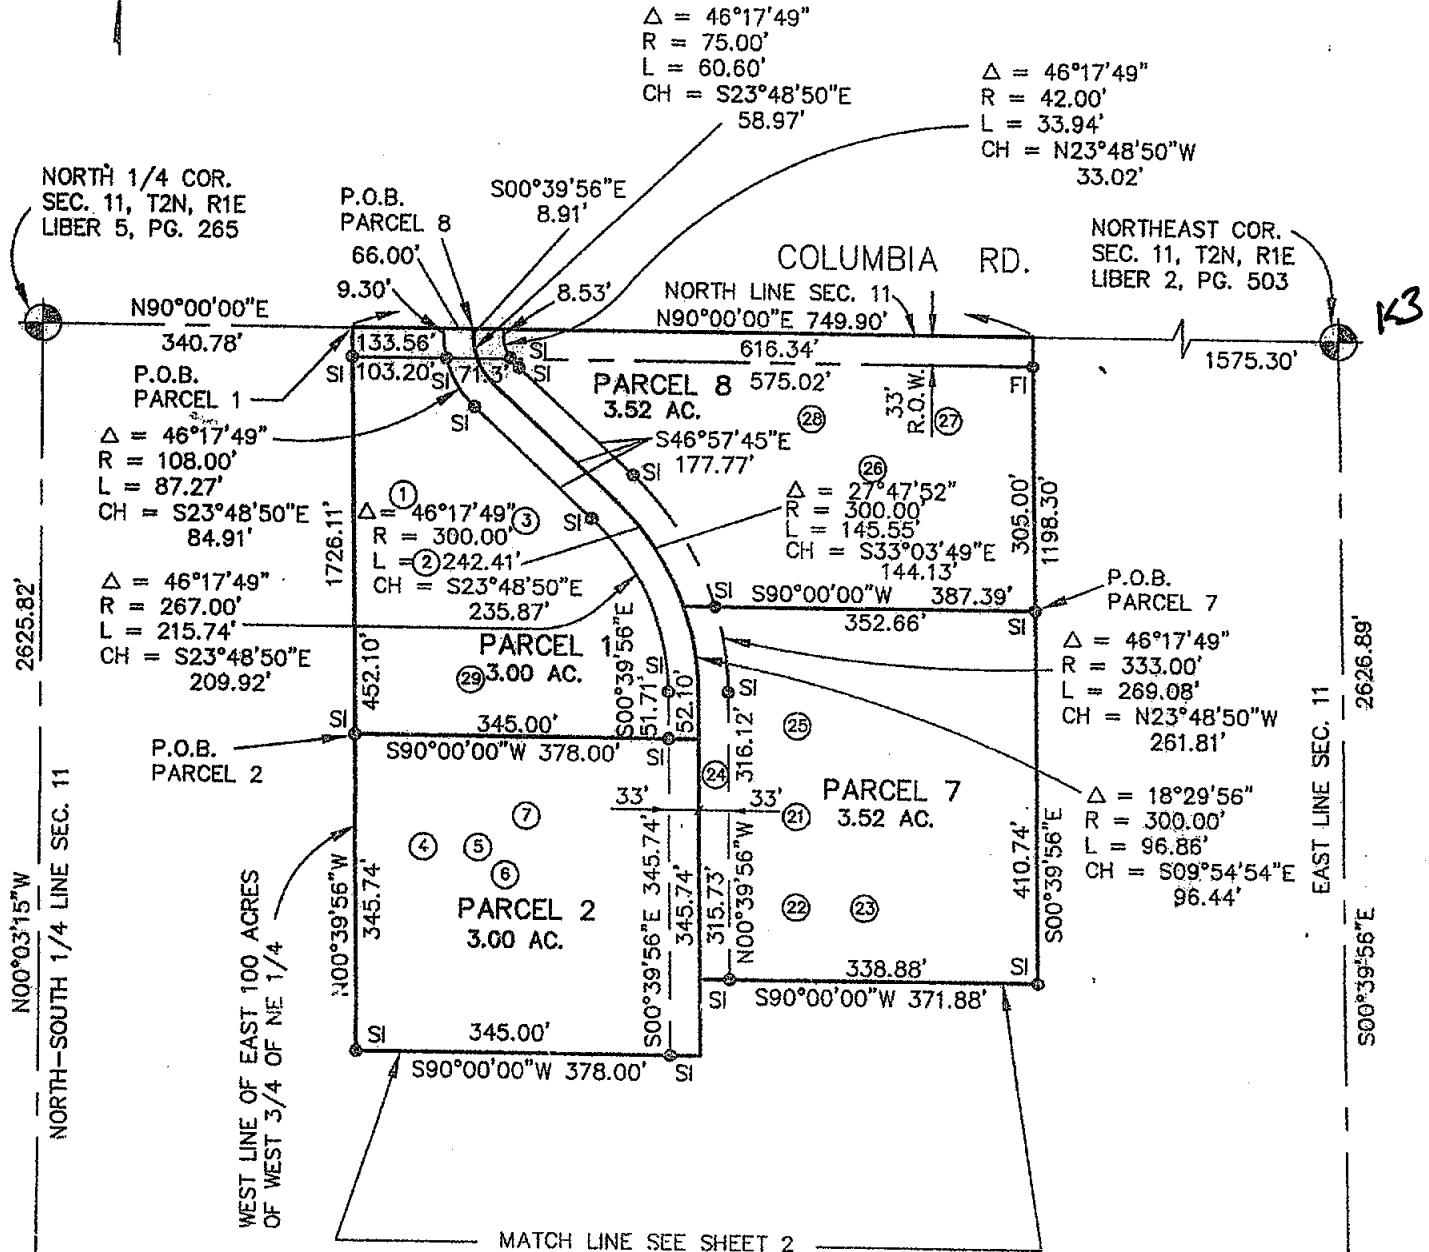 Δ = 46°17'49"
R = 75.00'
L = 60.60'
CH = S23°48'50"E
58.97'
Δ = 46°17'49"
R = 42.00'
L = 33.94'
CH = N23°48'50"W
33.02'
NORTH 1/4 COR.
SEC. 11, T2N, R1E
LIBER 5, PG. 265
P.O.B.
PARCEL 8
S00°39'56"E
8.91'
66.00'
9.30'
8.53'
COLUMBIA RD.
NORTHEAST COR.
SEC. 11, T2N, R1E
LIBER 2, PG. 503
K3
NORTH LINE SEC. 11
N90°00'00"E
340.78'
N90°00'00"E 749.90'
133.56'
616.34'
1575.30'
SI
103.20'
SI
71.3'
SI
SI
575.02'
FI
P.O.B.
PARCEL 1
PARCEL 8
3.52 AC.
33'
R.O.W.
28
27
SI
Δ = 46°17'49"
R = 108.00'
L = 87.27'
CH = S23°48'50"E
84.91'
S46°57'45"E
177.77'
SI
26
1
Δ = 46°17'49"
R = 300.00'
L = 242.41'
CH = S23°48'50"E
235.87'
3
2
SI
Δ = 27°47'52"
R = 300.00'
L = 145.55'
CH = S33°03'49"E
144.13'
305.00'
1198.30'
1726.11'
Δ = 46°17'49"
R = 267.00'
L = 215.74'
CH = S23°48'50"E
209.92'
SI
S90°00'00"W 387.39'
352.66'
SI
P.O.B.
PARCEL 7
2625.82'
PARCEL 1
3.00 AC.
29
452.10'
S00°39'56"E
51.71'
52.10'
SI
SI
316.12'
Δ = 46°17'49"
R = 333.00'
L = 269.08'
CH = N23°48'50"W
261.81'
2626.89'
SI
345.00'
S90°00'00"W 378.00'
SI
P.O.B.
PARCEL 2
25
24
PARCEL 7
3.52 AC.
33'
33'
21
Δ = 18°29'56"
R = 300.00'
L = 96.86'
CH = S09°54'54"E
96.44'
7
4
5
6
PARCEL 2
3.00 AC.
22
23
N00°39'56"W
345.74'
S00°39'56"E 345.74'
345.74'
315.73'
N00°39'56"W
410.74'
S00°39'56"E
EAST LINE SEC. 11
S00°39'56"E
N00°03'15"W
NORTH-SOUTH 1/4 LINE SEC. 11
WEST LINE OF EAST 100 ACRES
OF WEST 3/4 OF NE 1/4
338.88'
SI
SI
S90°00'00"W 371.88'
SI
345.00'
S90°00'00"W 378.00'
SI
MATCH LINE SEE SHEET 2